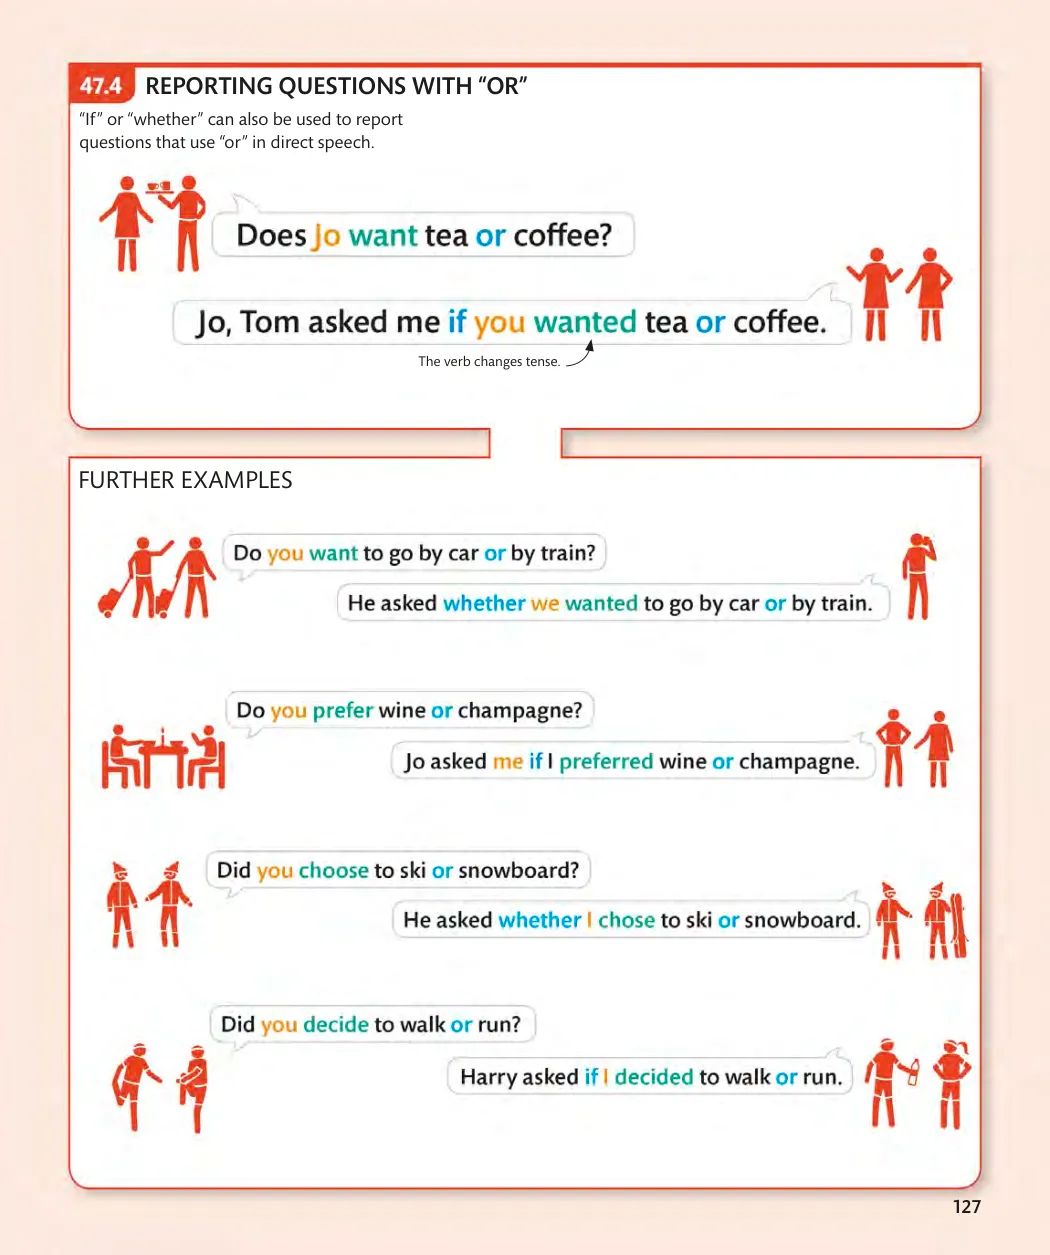 47.4 REPORTING QUESTIONS WITH “OR”
“If” or “whether” can also be used to report
questions that use “or” in direct speech.
Does Jo want tea or coffee?
Jo, Tom asked me if you wanted tea or coffee.
The verb changes tense.
FURTHER EXAMPLES
Do you want to go by car or by train?
He asked whether we wanted to go by car or by train.
Do you prefer wine or champagne?
Jo asked me if I preferred wine or champagne.
Did you choose to ski or snowboard?
He asked whether I chose to ski or snowboard.
Did you decide to walk or run?
Harry asked if I decided to walk or run.
127